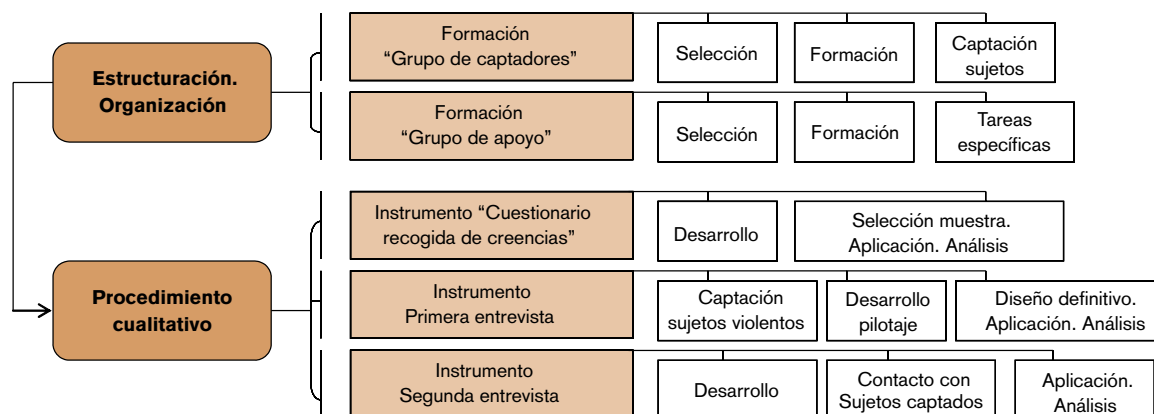 Estructuración.
Organización
Formación
“Grupo de captadores”
Selección
Formación
Captación
sujetos
Formación
“Grupo de apoyo”
Selección
Formación
Tareas
específicas
Procedimiento
cualitativo
Instrumento “Cuestionario
recogida de creencias”
Desarrollo
Selección muestra.
Aplicación. Análisis
Instrumento
Primera entrevista
Captación
sujetos violentos
Desarrollo
pilotaje
Diseño definitivo.
Aplicación. Análisis
Instrumento
Segunda entrevista
Desarrollo
Contacto con
Sujetos captados
Aplicación.
Análisis